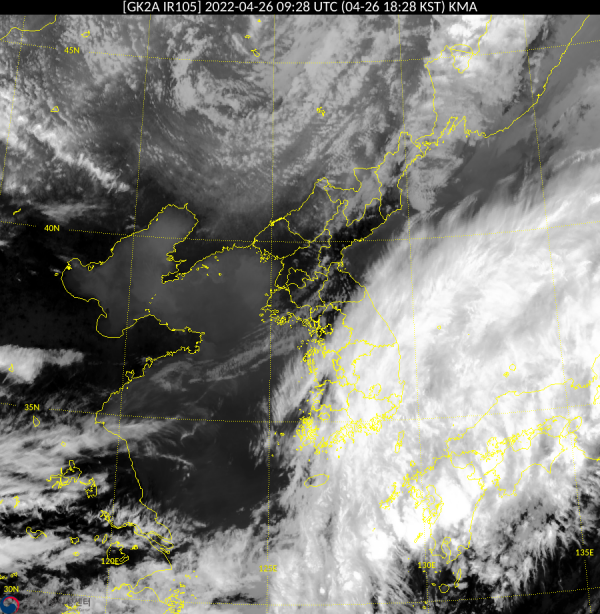 [GK2A IR105] 2022-04-26 09:28 UTC (04-26 18:28 KST) KMA
45N
40N
35N
120E
125E
130E
135E
30N